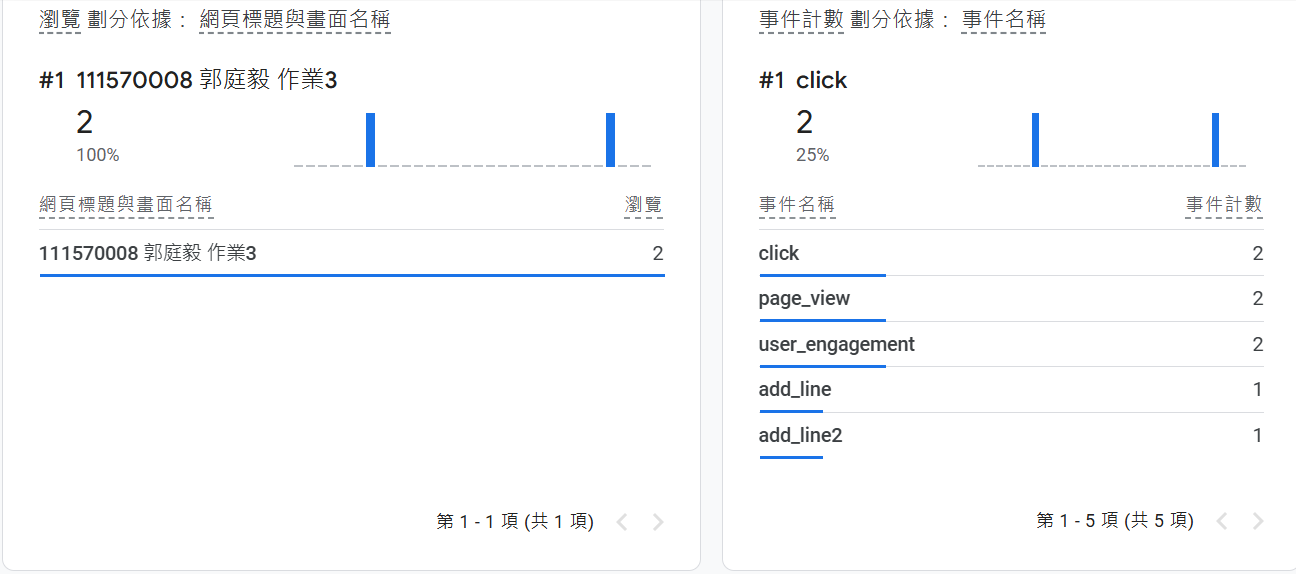 瀏覽 劃分依據： 網頁標題與畫面名稱
#1 111570008 郭庭毅 作業3
2
100%
網頁標題與畫面名稱 瀏覽
111570008 郭庭毅 作業3 2
第 1 - 1 項 (共 1 項)
事件計數 劃分依據： 事件名稱
#1 click
2
25%
事件名稱 事件計數
click 2
page_view 2
user_engagement 2
add_line 1
add_line2 1
第 1 - 5 項 (共 5 項)